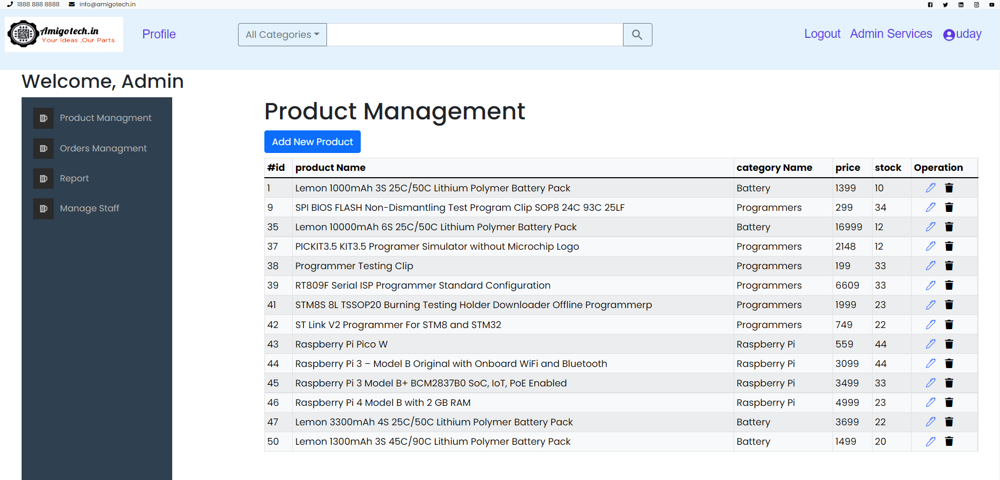 1888 888 8888 info@amigotech.in
Amigotech.in
Your Ideas ,Our Parts.
Profile
All Categories
Logout Admin Services uday
Welcome, Admin
Product Managment
Orders Managment
Report
Manage Staff
Product Management
Add New Product
#id product Name category Name price stock Operation
1 Lemon 1000mAh 3S 25C/50C Lithium Polymer Battery Pack Battery 1399 10
9 SPI BIOS FLASH Non-Dismantling Test Program Clip SOP8 24C 93C 25LF Programmers 299 34
35 Lemon 10000mAh 6S 25C/50C Lithium Polymer Battery Pack Battery 16999 12
37 PICKIT3.5 KIT3.5 Programer Simulator without Microchip Logo Programmers 2148 12
38 Programmer Testing Clip Programmers 199 33
39 RT809F Serial ISP Programmer Standard Configuration Programmers 6609 33
41 STM8S 8L TSSOP20 Burning Testing Holder Downloader Offline Programmerp Programmers 1999 23
42 ST Link V2 Programmer For STM8 and STM32 Programmers 749 22
43 Raspberry Pi Pico W Raspberry Pi 559 44
44 Raspberry Pi 3 – Model B Original with Onboard WiFi and Bluetooth Raspberry Pi 3099 44
45 Raspberry Pi 3 Model B+ BCM2837B0 SoC, IoT, PoE Enabled Raspberry Pi 3499 33
46 Raspberry Pi 4 Model B with 2 GB RAM Raspberry Pi 4999 23
47 Lemon 3300mAh 4S 25C/50C Lithium Polymer Battery Pack Battery 3699 22
50 Lemon 1300mAh 3S 45C/90C Lithium Polymer Battery Pack Battery 1499 20